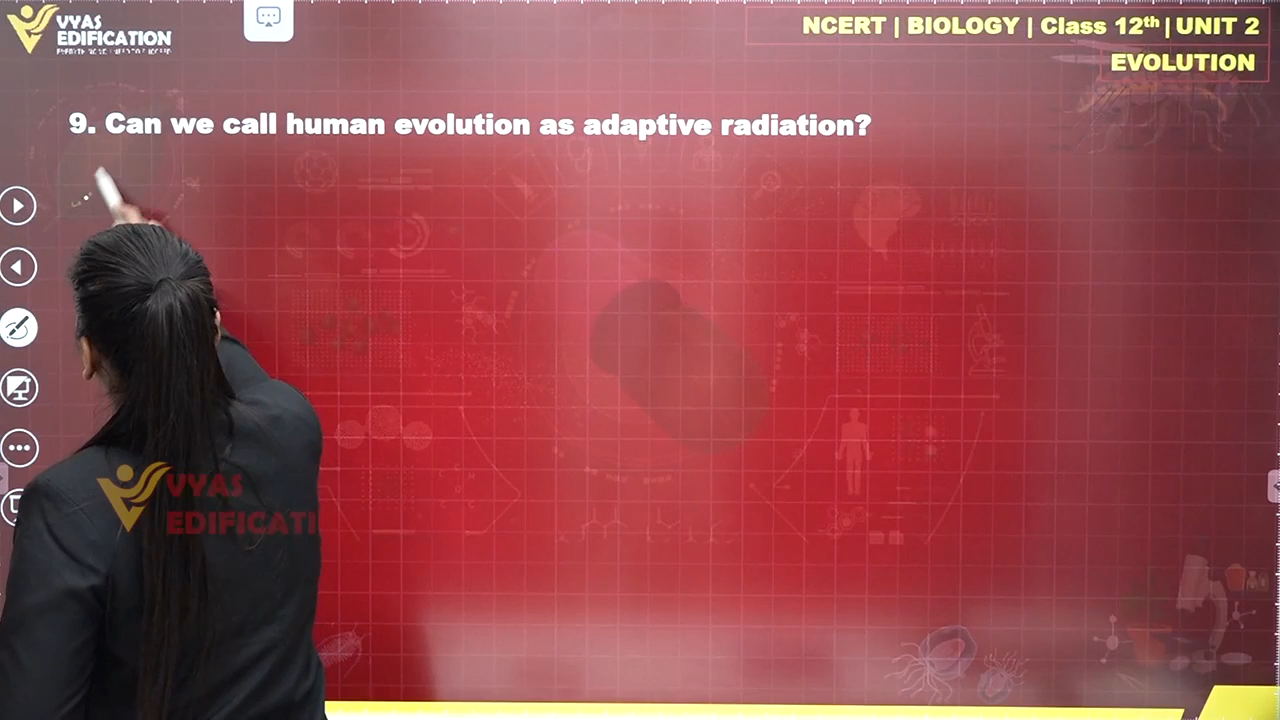 VYAS
EDIFICATION
NCERT | BIOLOGY | Class 12th | UNIT 2
EVOLUTION
9. Can we call human evolution as adaptive radiation?
VYAS
EDIFICATI